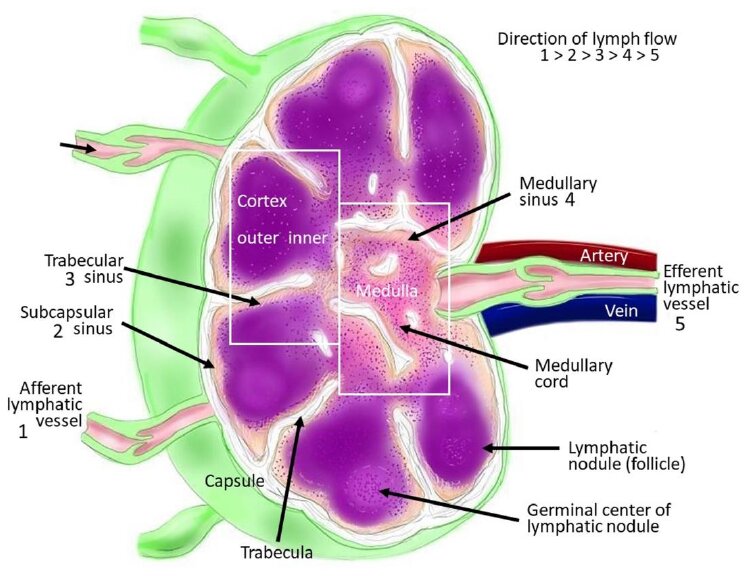 Direction of lymph flow
1 > 2 > 3 > 4 > 5
Medullary
sinus 4
Cortex
outer inner
Artery
Trabecular
3 sinus
Efferent
lymphatic
vessel
5
Medulla
Subcapsular
2 sinus
Vein
Medullary
cord
Afferent
lymphatic
vessel
1
Lymphatic
nodule (follicle)
Capsule
Germinal center of
lymphatic nodule
Trabecula